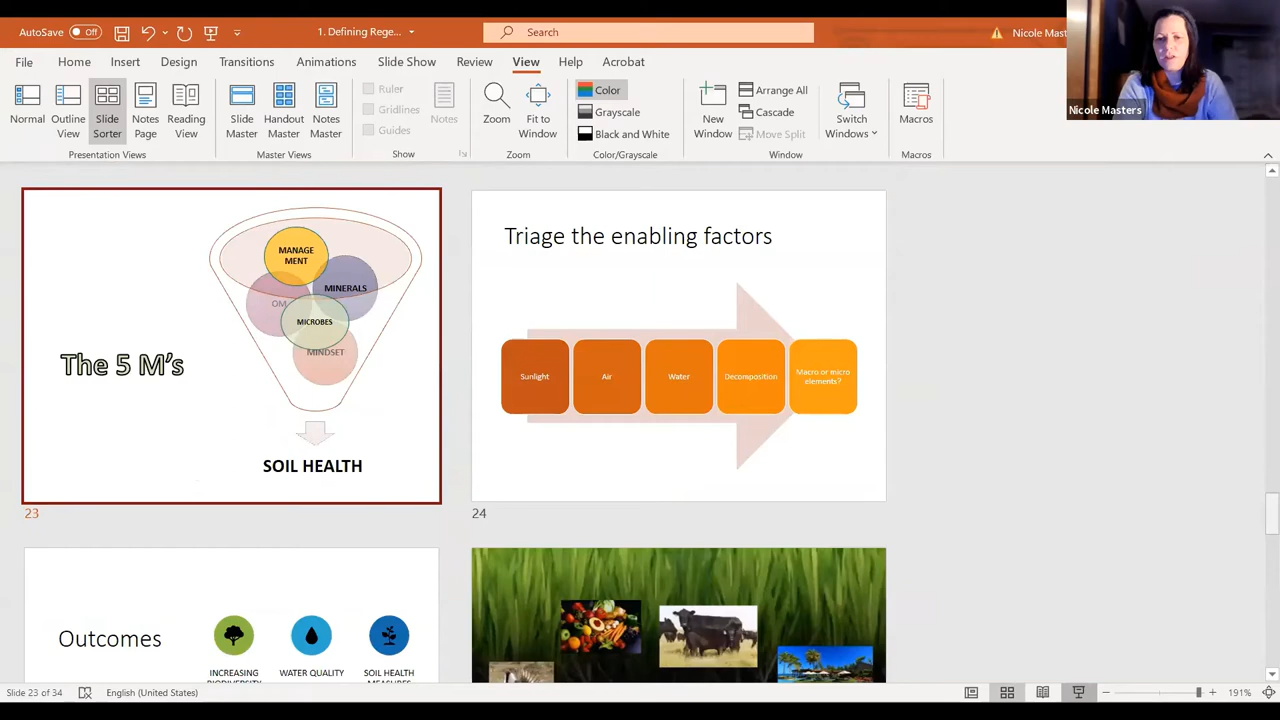 AutoSave Off
1. Defining Rege...
Search
Nicole Mas
File Home Insert Design Transitions Animations Slide Show Review View Help Acrobat
Normal
Outline
View
Slide
Sorter
Notes
Page
Reading
View
Presentation Views
Slide
Master
Handout
Master
Notes
Master
Master Views
Ruler
Gridlines
Guides
Notes
Show
Zoom
Fit to
Window
Zoom
Color
Grayscale
Black and White
Color/Grayscale
New
Window
Arrange All
Cascade
Move Split
Switch
Windows
Window
Macros
Macros
Nicole Masters
The 5 M's
MANAGE
MENT
MINERALS
OM
MICROBES
MINDSET
SOIL HEALTH
23
Triage the enabling factors
Sunlight
Air
Water
Decomposition
Macro or micro
elements?
24
Outcomes
INCREASING
BIODIVERSITY
WATER QUALITY
SOIL HEALTH
MEASURES
Slide 23 of 34
English (United States)
191%